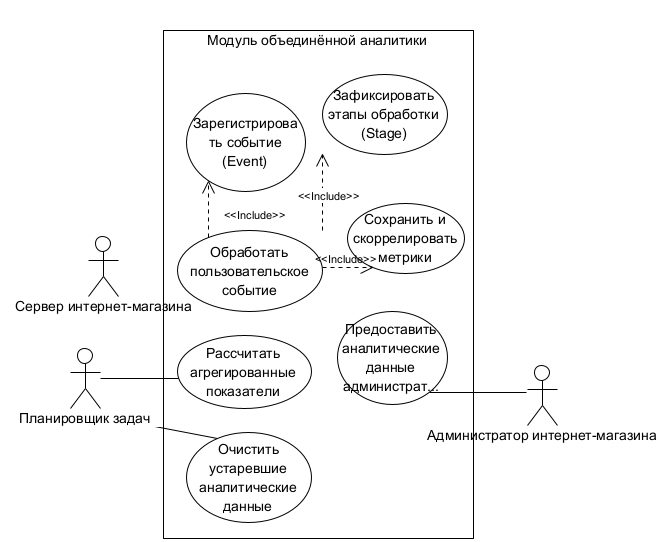 Модуль объединённой аналитики
Зафиксировать
этапы обработки
(Stage)
Зарегистрирова
ть событие
(Event)
<<Include>>
<<Include>>
Сохранить и
скоррелировать
метрики
<<Include>>
Обработать
пользовательское
событие
Сервер интернет-магазина
Предоставить
аналитические
данные
администрат...
Рассчитать
агрегированные
показатели
Планировщик задач
Администратор интернет-магазина
Очистить
устаревшие
аналитические
данные